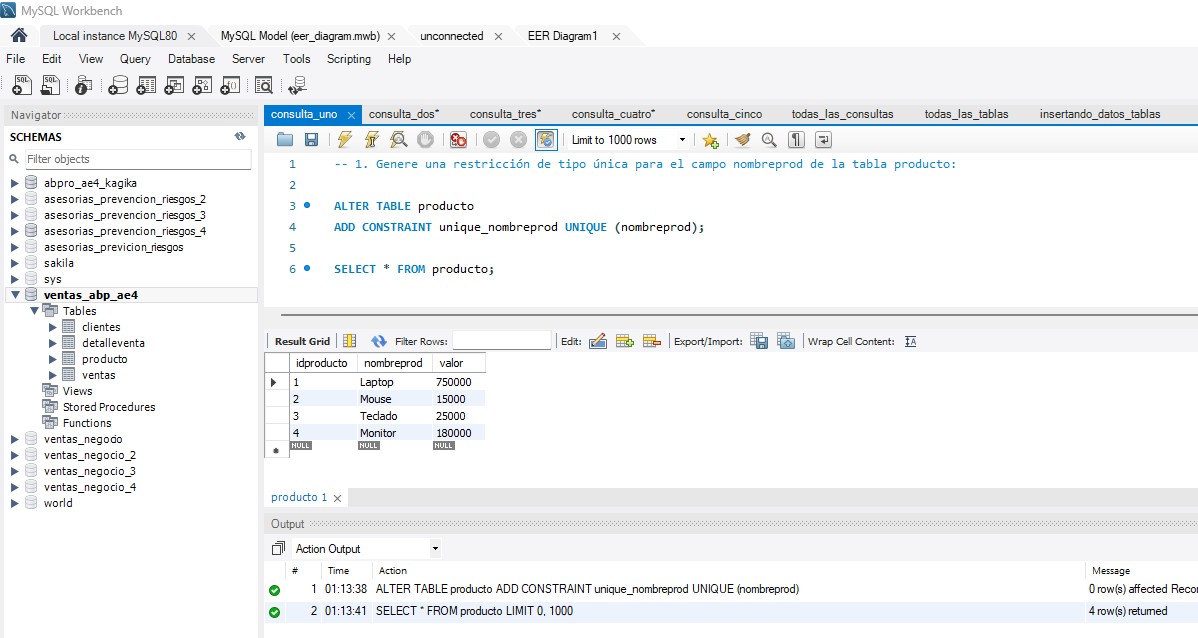 MySQL Workbench
Local instance MySQL80 × MySQL Model (eer_diagram.mwb) × unconnected × EER Diagram1 ×
File Edit View Query Database Server Tools Scripting Help
Navigator
SCHEMAS
Filter objects
abpro_ae4_kagika
asesorias_prevencion_riesgos_2
asesorias_prevencion_riesgos_3
asesorias_prevencion_riesgos_4
asesorias_previcion_riesgos
sakila
sys
ventas_abp_ae4
Tables
clientes
detalleventa
producto
ventas
Views
Stored Procedures
Functions
ventas_negodo
ventas_negocio_2
ventas_negocio_3
ventas_negocio_4
world
consulta_uno × consulta_dos* consulta_tres* consulta_cuatro* consulta_cinco todas_las_consultas todas_las_tablas insertando_datos_tablas
Limit to 1000 rows
1 -- 1. Genere una restricción de tipo única para el campo nombreprod de la tabla producto:
2
3 ALTER TABLE producto
4 ADD CONSTRAINT unique_nombreprod UNIQUE (nombreprod);
5
6 SELECT * FROM producto;
Result Grid Filter Rows: Edit: Export/Import: Wrap Cell Content:
idproducto nombreprod valor
1 Laptop 750000
2 Mouse 15000
3 Teclado 25000
4 Monitor 180000
NULL NULL NULL
producto 1 ×
Output
Action Output
# Time Action Message
1 01:13:38 ALTER TABLE producto ADD CONSTRAINT unique_nombreprod UNIQUE (nombreprod) 0 row(s) affected Recor
2 01:13:41 SELECT * FROM producto LIMIT 0, 1000 4 row(s) returned